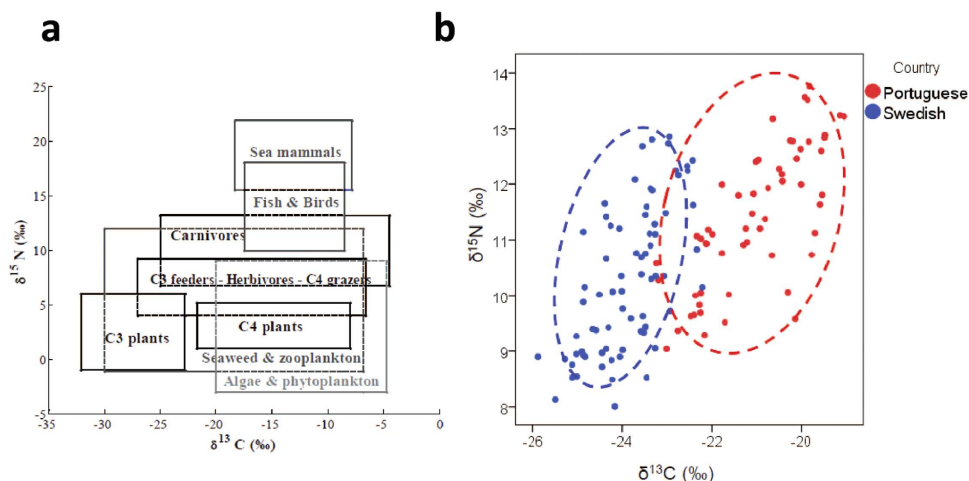 a
25
20
15
10
5
0
-5
δ¹⁵ N (‰)
Sea mammals
Fish & Birds
Carnivores
C3 feeders - Herbivores - C4 grazers
C3 plants
C4 plants
Seaweed & zooplankton
Algae & phytoplankton
-35 -30 -25 -20 -15 -10 -5 0
δ¹³ C (‰)
b
14
13
12
11
10
9
8
δ¹⁵N (‰)
-26 -24 -22 -20
δ¹³C (‰)
Country
Portuguese
Swedish